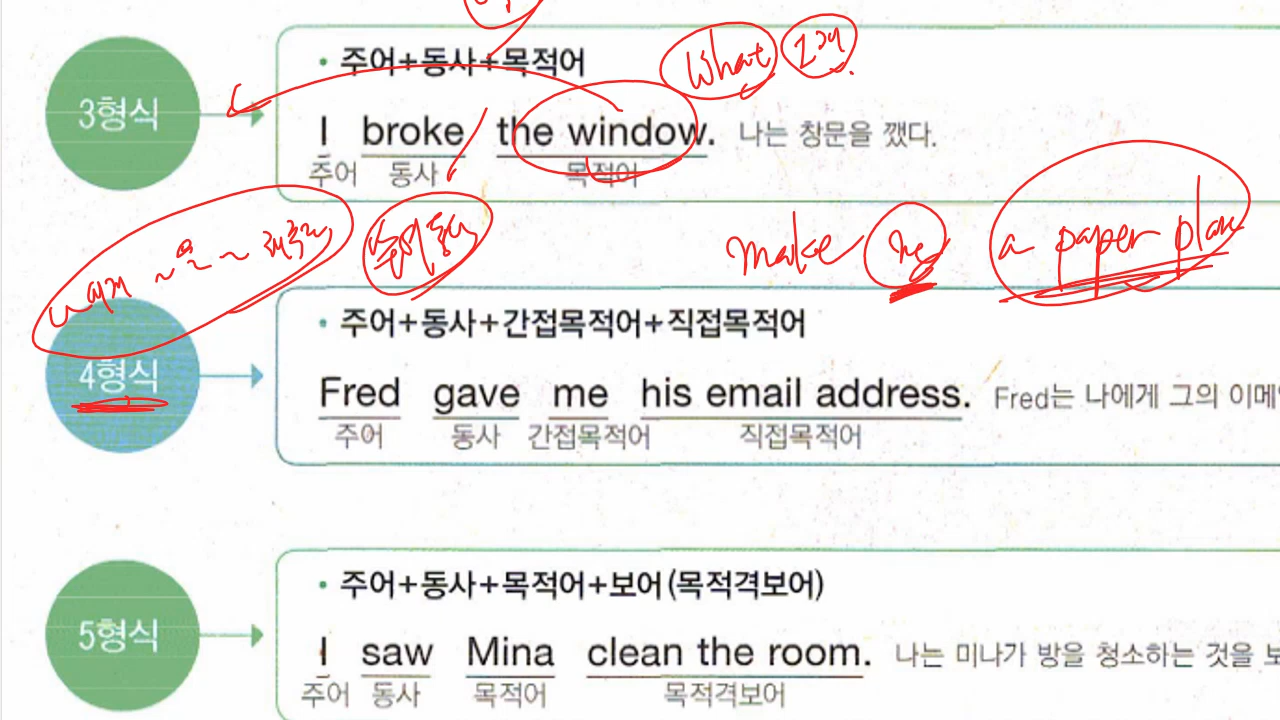 • 주어+동사+목적어
What
3형식
I broke the window. 나는 창문을 깼다.
주어 동사 목적어
make me a paper plane
4형식
• 주어+동사+간접목적어+직접목적어
Fred gave me his email address. Fred는 나에게 그의 이메
주어 동사 간접목적어 직접목적어
5형식
• 주어+동사+목적어+보어(목적격보어)
I saw Mina clean the room. 나는 미나가 방을 청소하는 것을 보
주어 동사 목적어 목적격보어